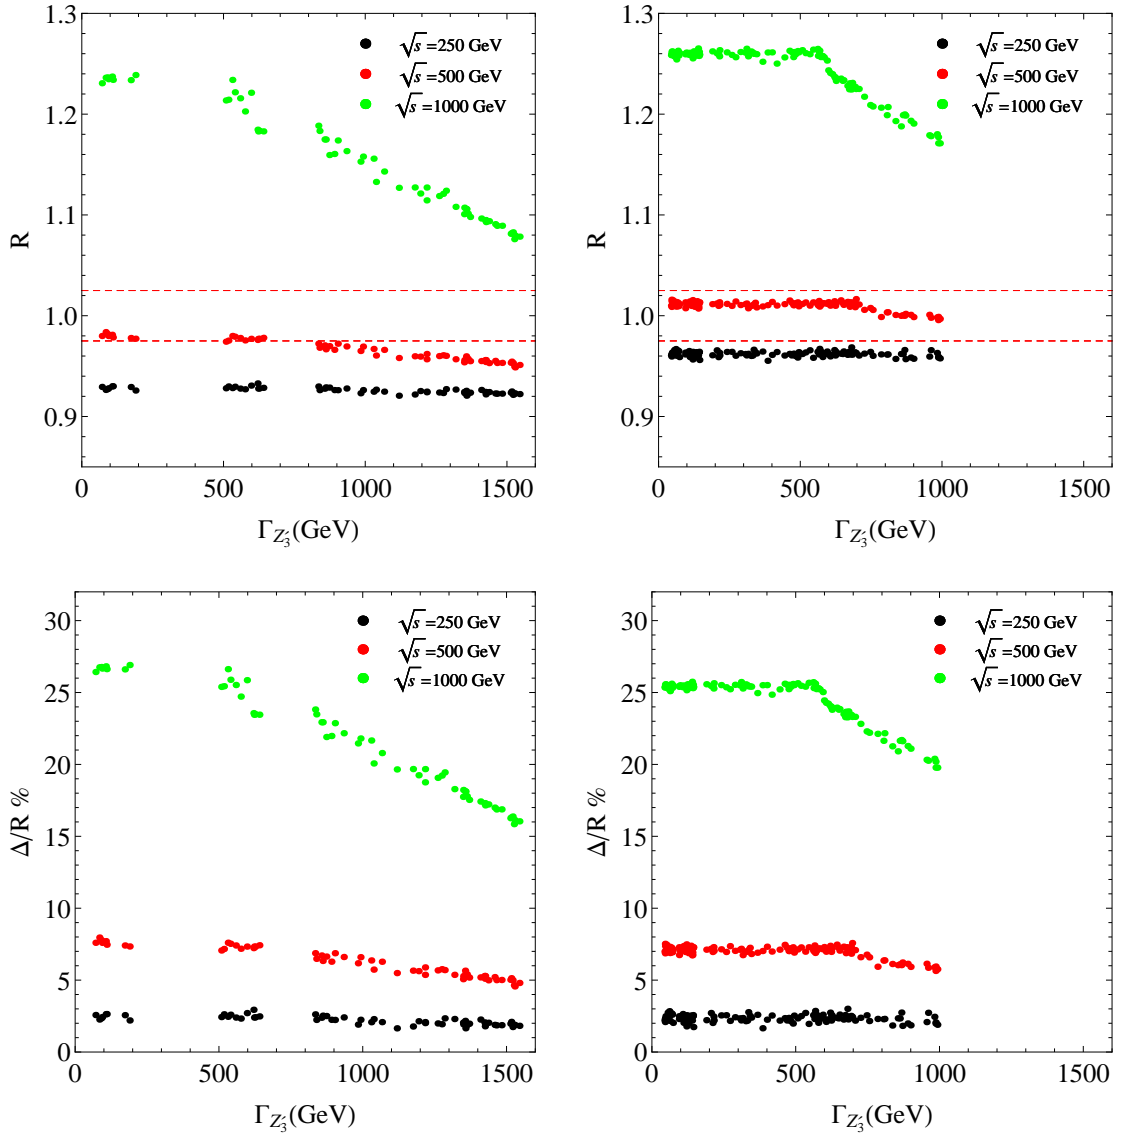 1.3
1.2
1.1
1.0
0.9
R
√s =250 GeV
√s =500 GeV
√s =1000 GeV
0 500 1000 1500
Γ_{Z′_3}(GeV)
1.3
1.2
1.1
1.0
0.9
R
√s =250 GeV
√s =500 GeV
√s =1000 GeV
0 500 1000 1500
Γ_{Z′_3}(GeV)
30
25
20
15
10
5
0
Δ/R %
√s =250 GeV
√s =500 GeV
√s =1000 GeV
0 500 1000 1500
Γ_{Z′_3}(GeV)
30
25
20
15
10
5
0
Δ/R %
√s =250 GeV
√s =500 GeV
√s =1000 GeV
0 500 1000 1500
Γ_{Z′_3}(GeV)